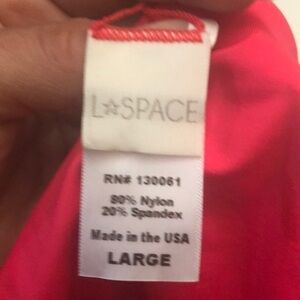 L☆SPACE
RN# 130061
80% Nylon
20% Spandex
Made in the USA
LARGE